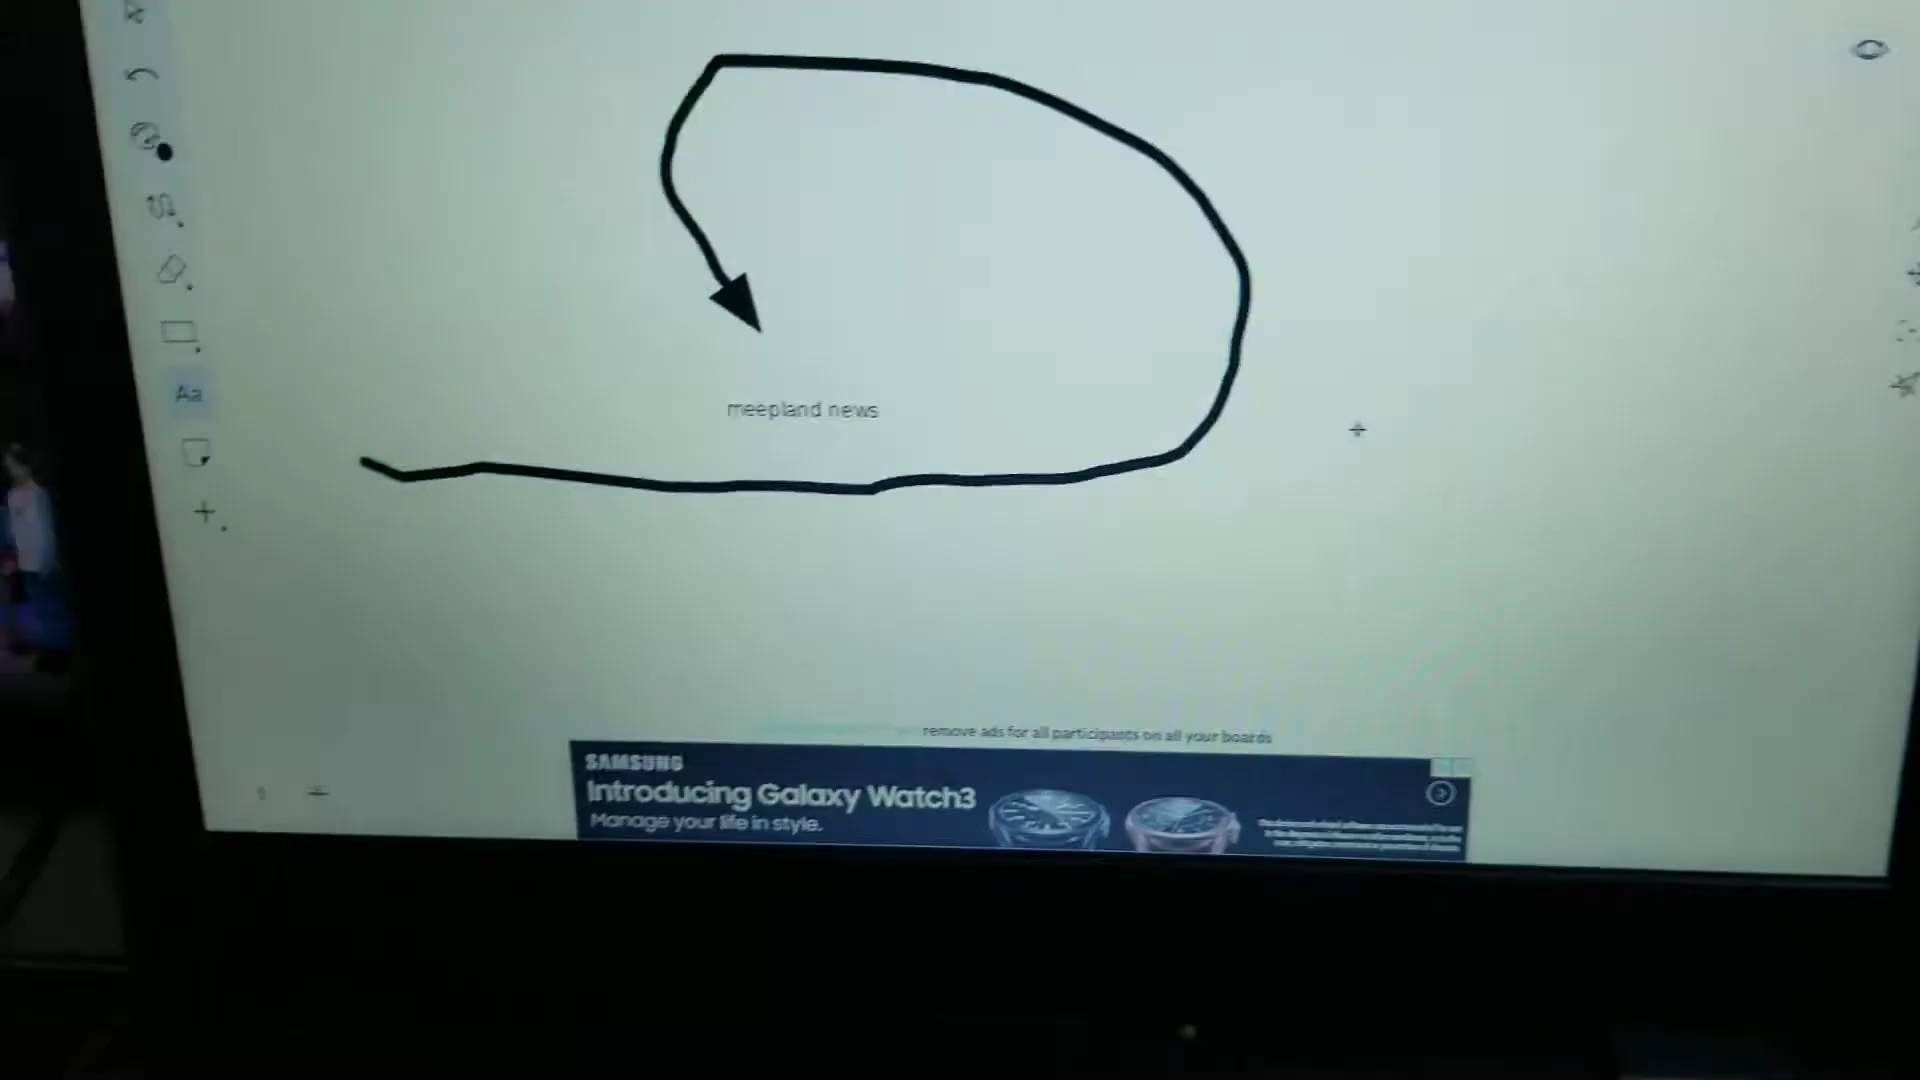 Aa
meepland news
remove ads for all participants on all your boards
SAMSUNG
Introducing Galaxy Watch3
Manage your life in style.